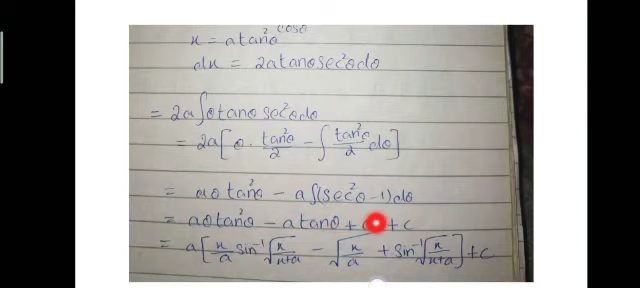 cosθ
x = a tan²θ
dx = 2a tanθ sec²θ dθ
= 2a ∫θ tanθ sec²θ dθ
= 2a [θ · tan²θ/2 − ∫ tan²θ/2 dθ]
= aθ tan²θ − a ∫(sec²θ − 1) dθ
= aθ tan²θ − a tanθ + + c
= a [x/a sin⁻¹ √x/x+a − √x/a + sin⁻¹ √x/x+a] + c